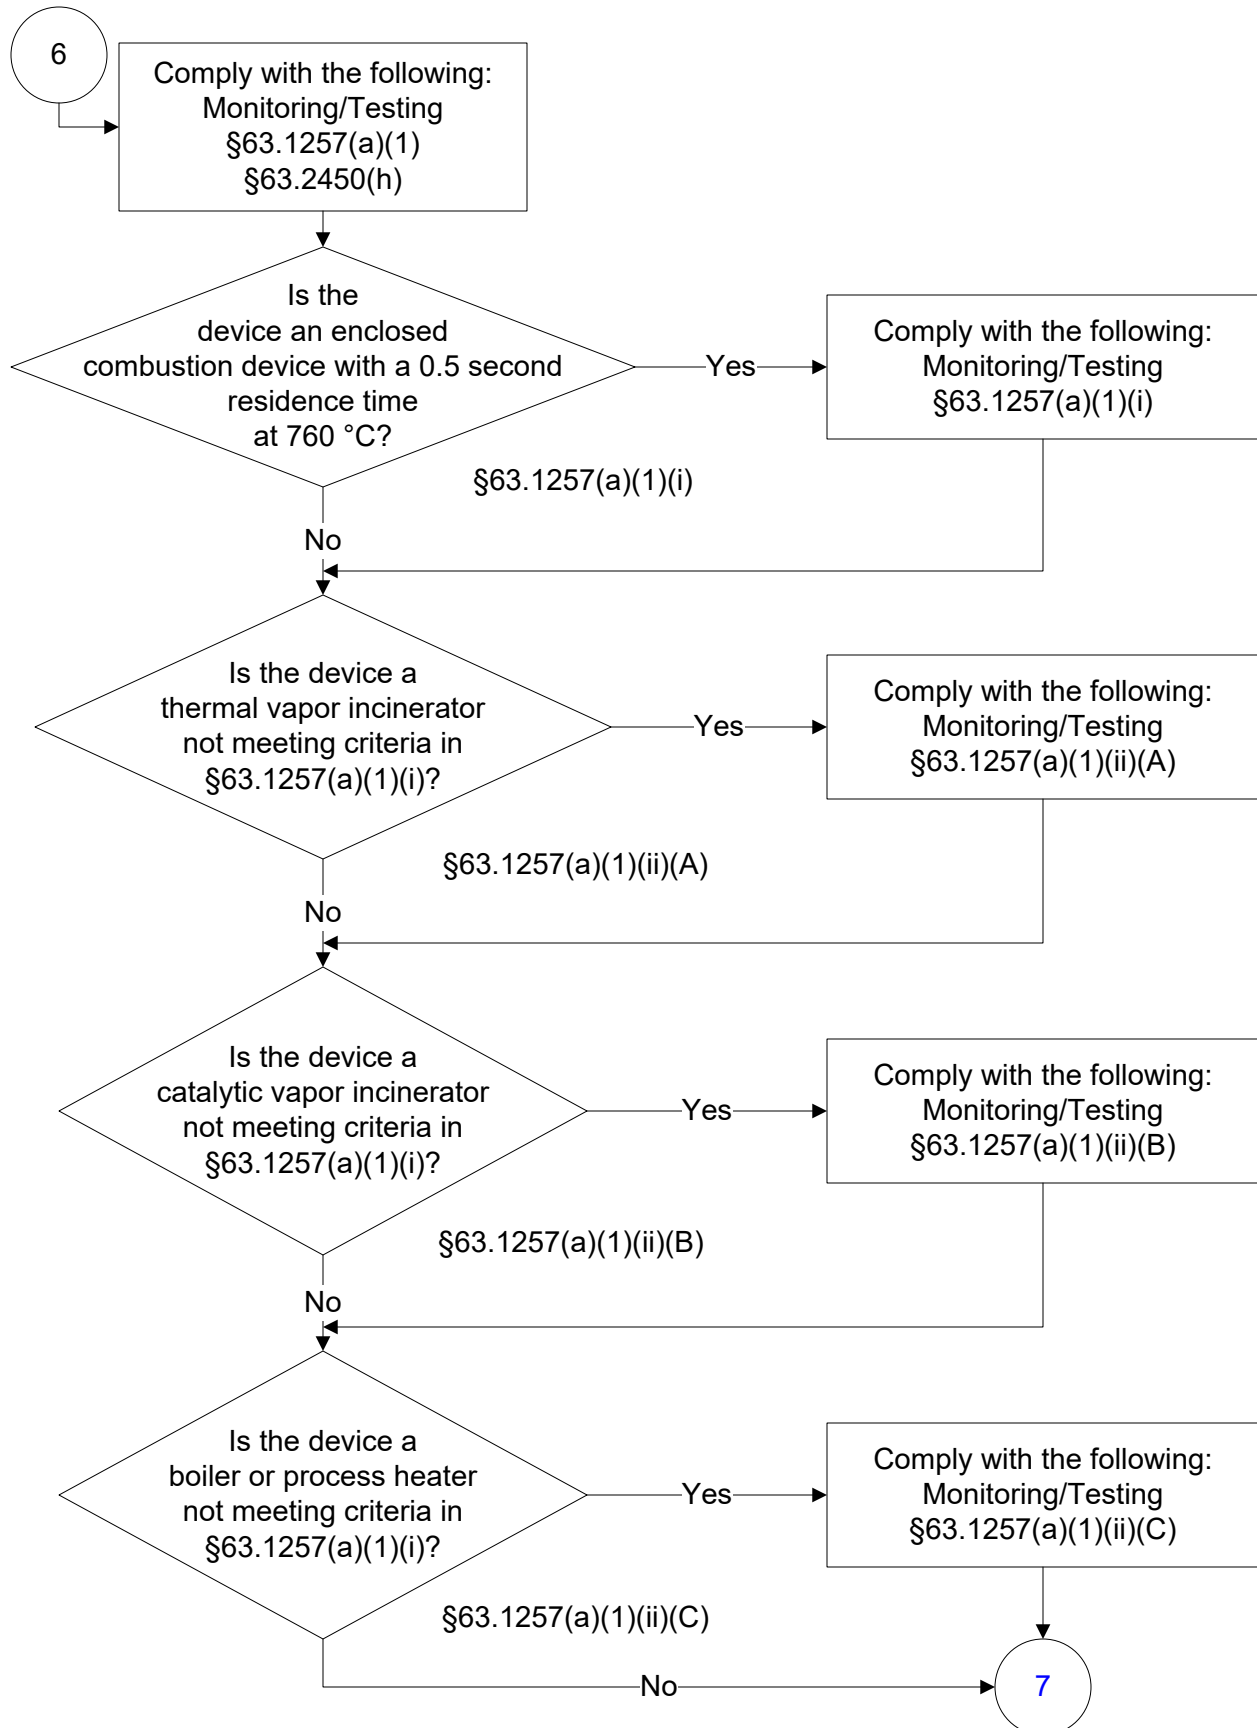 6
Comply with the following:
Monitoring/Testing
§63.1257(a)(1)
§63.2450(h)
Is the
device an enclosed
combustion device with a 0.5 second
residence time
at 760 °C?
Yes
Comply with the following:
Monitoring/Testing
§63.1257(a)(1)(i)
§63.1257(a)(1)(i)
No
Is the device a
thermal vapor incinerator
not meeting criteria in
§63.1257(a)(1)(i)?
Yes
Comply with the following:
Monitoring/Testing
§63.1257(a)(1)(ii)(A)
§63.1257(a)(1)(ii)(A)
No
Is the device a
catalytic vapor incinerator
not meeting criteria in
§63.1257(a)(1)(i)?
Yes
Comply with the following:
Monitoring/Testing
§63.1257(a)(1)(ii)(B)
§63.1257(a)(1)(ii)(B)
No
Is the device a
boiler or process heater
not meeting criteria in
§63.1257(a)(1)(i)?
Yes
Comply with the following:
Monitoring/Testing
§63.1257(a)(1)(ii)(C)
§63.1257(a)(1)(ii)(C)
No
7